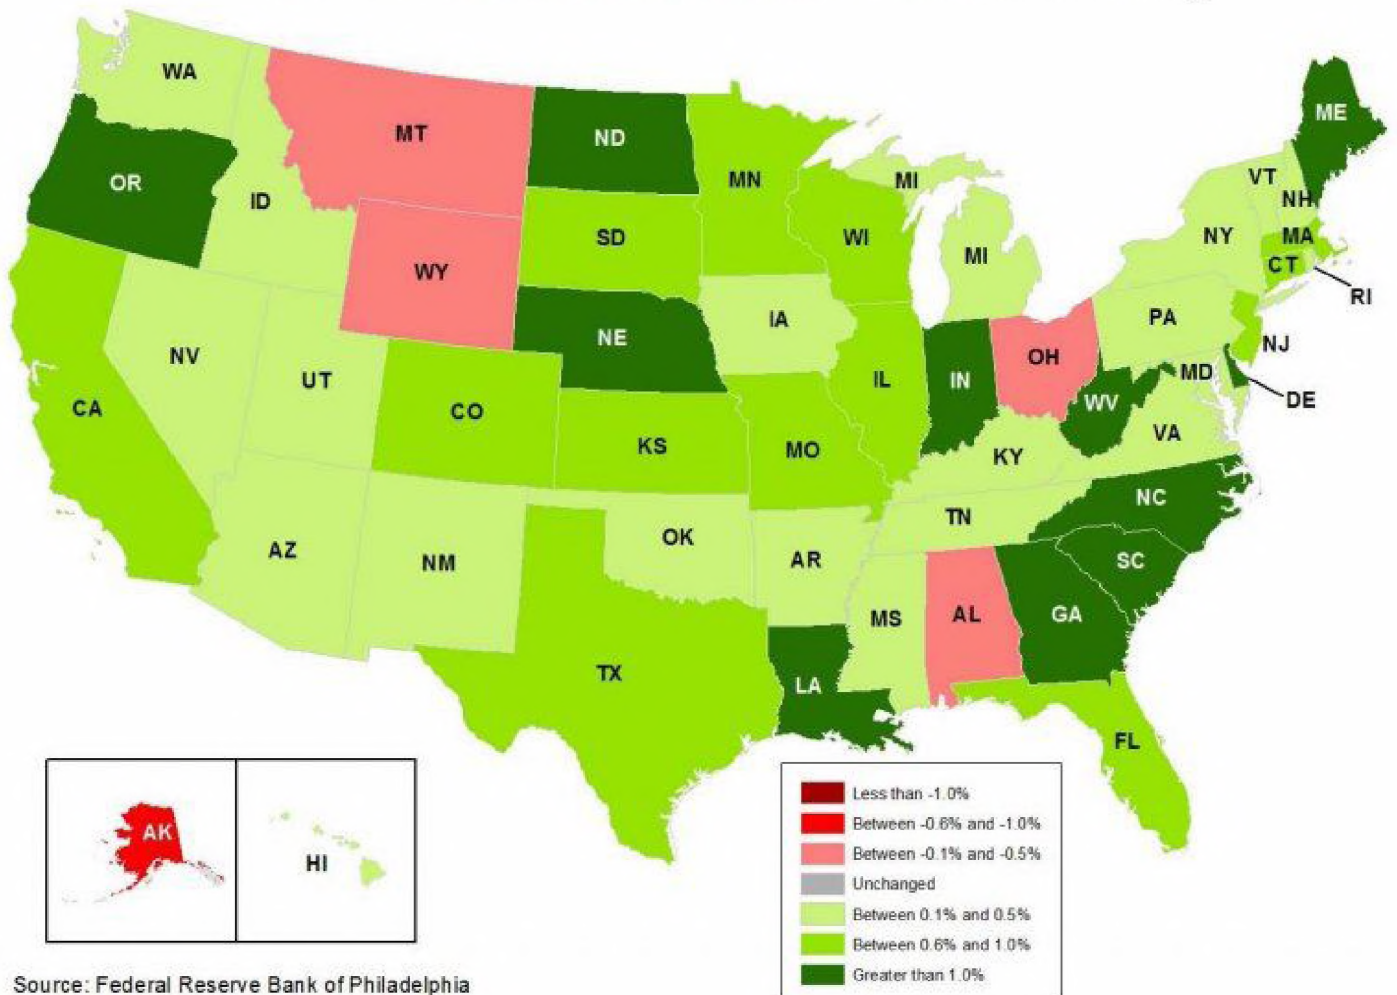 WA
MT
ND
MN
ME
OR
ID
SD
WI
MI
VT
NH
NY
MA
CT
RI
WY
MI
IA
PA
NE
NJ
NV
UT
CO
CA
KS
MO
IL
IN
OH
WV
MD
DE
VA
KY
NC
TN
AZ
NM
OK
AR
SC
MS
AL
GA
TX
LA
FL
AK
HI
Less than -1.0%
Between -0.6% and -1.0%
Between -0.1% and -0.5%
Unchanged
Between 0.1% and 0.5%
Between 0.6% and 1.0%
Greater than 1.0%
Source: Federal Reserve Bank of Philadelphia